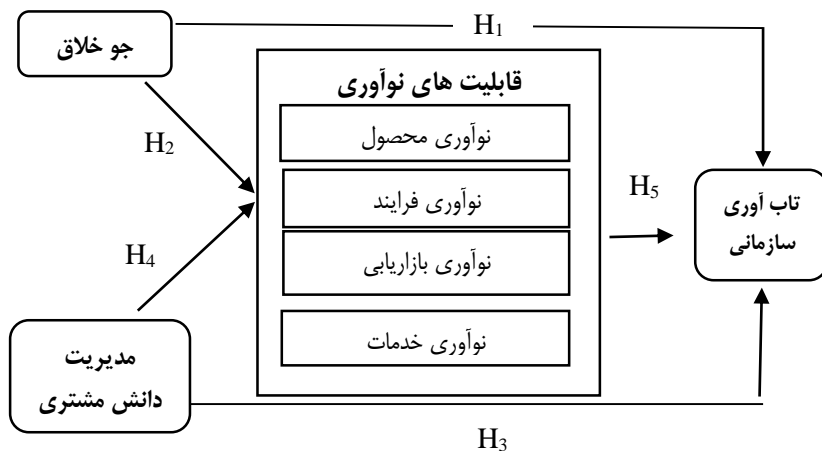 H₁
جو خلاق
قابلیت های نوآوری
نوآوری محصول
H₂
نوآوری فرایند
H₅
تاب آوری
سازمانی
H₄
نوآوری بازاریابی
نوآوری خدمات
مدیریت
دانش مشتری
H₃